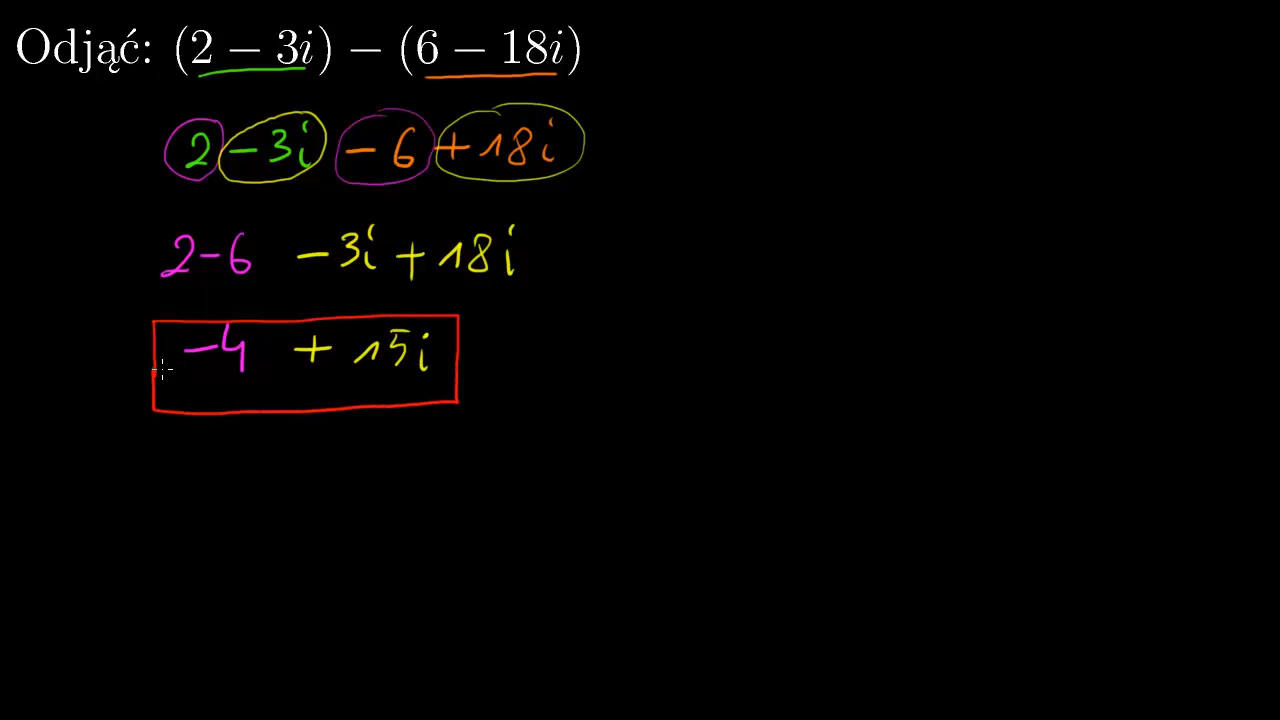 Odjąć: (2 − 3i) − (6 − 18i)
2 − 3i − 6 + 18i
2 − 6 − 3i + 18i
−4 + 15i